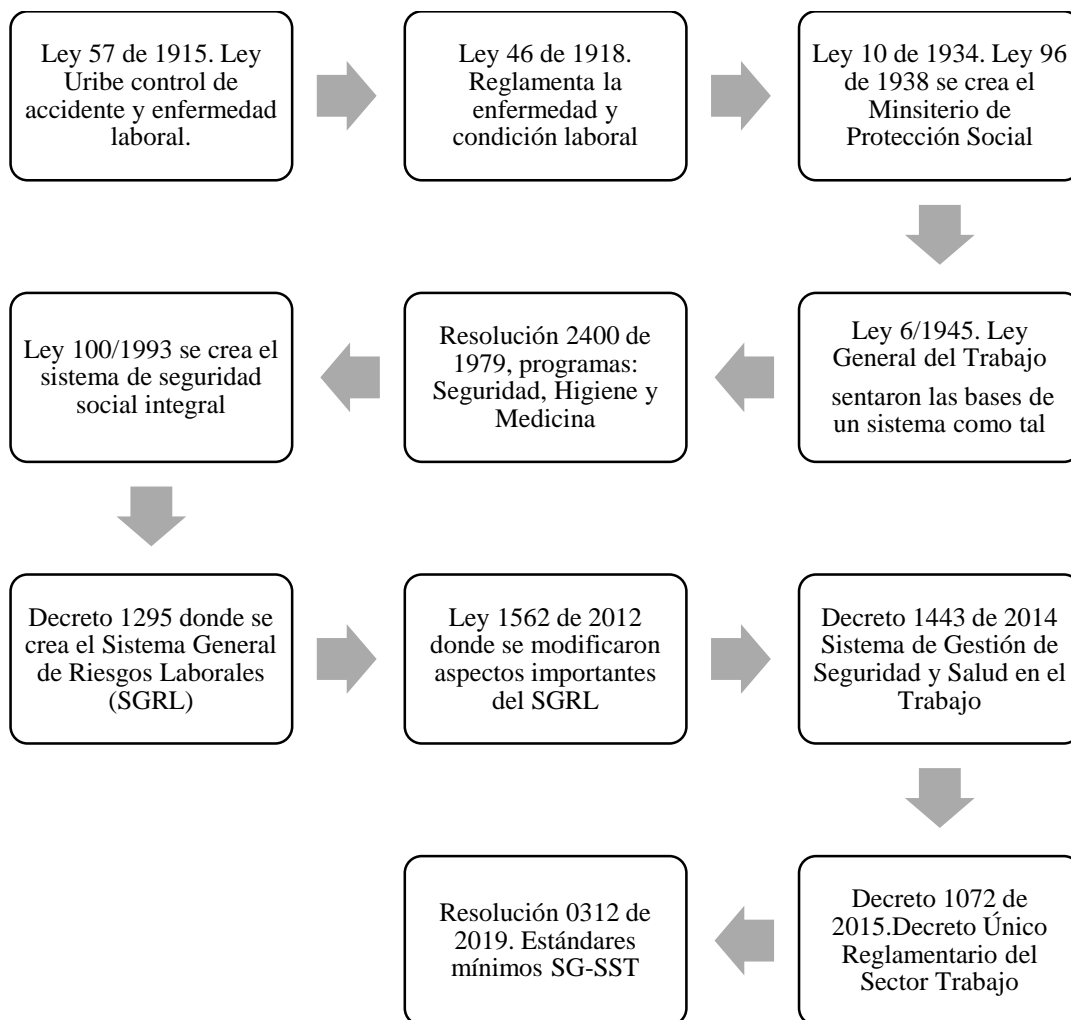 Ley 57 de 1915. Ley
Uribe control de
accidente y enfermedad
laboral.
Ley 46 de 1918.
Reglamenta la
enfermedad y
condición laboral
Ley 10 de 1934. Ley 96
de 1938 se crea el
Minsiterio de
Protección Social
Ley 6/1945. Ley
General del Trabajo
sentaron las bases de
un sistema como tal
Resolución 2400 de
1979, programas:
Seguridad, Higiene y
Medicina
Ley 100/1993 se crea el
sistema de seguridad
social integral
Decreto 1295 donde se
crea el Sistema General
de Riesgos Laborales
(SGRL)
Ley 1562 de 2012
donde se modificaron
aspectos importantes
del SGRL
Decreto 1443 de 2014
Sistema de Gestión de
Seguridad y Salud en el
Trabajo
Decreto 1072 de
2015.Decreto Único
Reglamentario del
Sector Trabajo
Resolución 0312 de
2019. Estándares
mínimos SG-SST